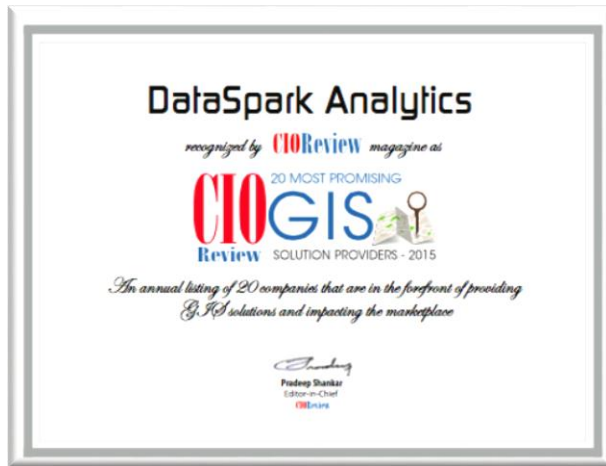 DataSpark Analytics
recognized by CIOReview magazine as
CIO Review
20 MOST PROMISING
GIS
SOLUTION PROVIDERS - 2015
An annual listing of 20 companies that are in the forefront of providing
GIS solutions and impacting the marketplace
Pradeep
Pradeep Shankar
Editor-in-Chief
CIOReview